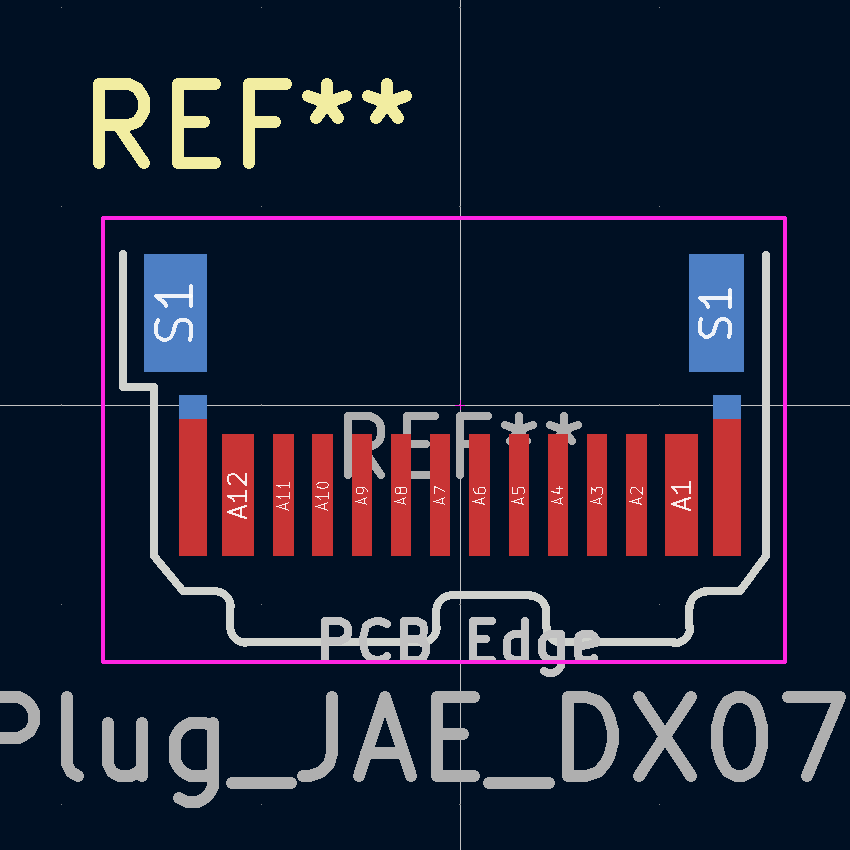 REF**
S1 S1
REF**
A12 A11 A10 A9 A8 A7 A6 A5 A4 A3 A2 A1
PCB Edge
Plug_JAE_DX07